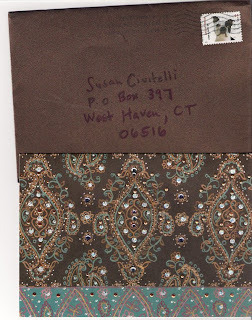 Susan Civitelli
P.O Box 397
West Haven, CT
06516